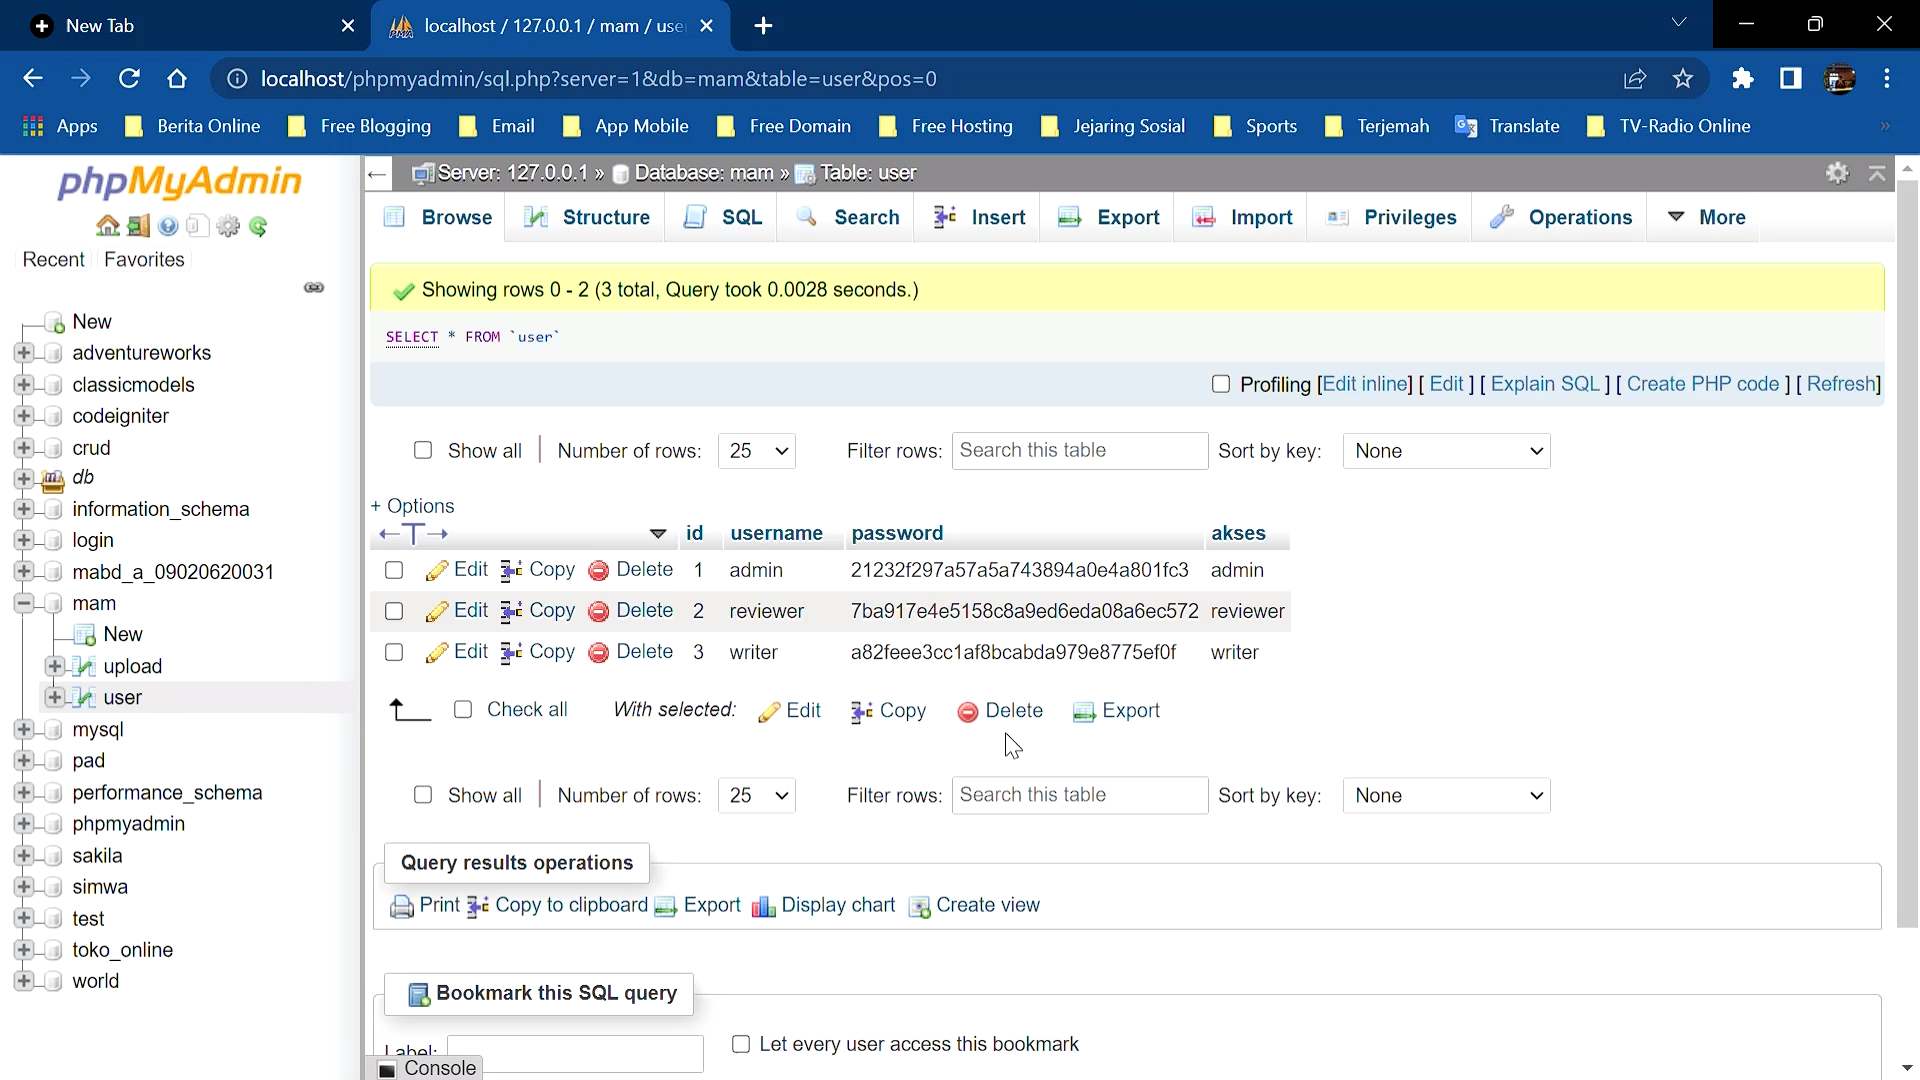 New Tab
localhost / 127.0.0.1 / mam / use
localhost/phpmyadmin/sql.php?server=1&db=mam&table=user&pos=0
Apps Berita Online Free Blogging Email App Mobile Free Domain Free Hosting Jejaring Sosial Sports Terjemah Translate TV-Radio Online »
phpMyAdmin
Recent Favorites
New
adventureworks
classicmodels
codeigniter
crud
db
information_schema
login
mabd_a_09020620031
mam
New
upload
user
mysql
pad
performance_schema
phpmyadmin
sakila
simwa
test
toko_online
world
Server: 127.0.0.1 » Database: mam » Table: user
Browse Structure SQL Search Insert Export Import Privileges Operations More
Showing rows 0 - 2 (3 total, Query took 0.0028 seconds.)
SELECT * FROM `user`
Profiling [Edit inline] [ Edit ] [ Explain SQL ] [ Create PHP code ] [ Refresh]
Show all Number of rows: 25 Filter rows: Search this table Sort by key: None
+ Options
id username password akses
Edit Copy Delete 1 admin 21232f297a57a5a743894a0e4a801fc3 admin
Edit Copy Delete 2 reviewer 7ba917e4e5158c8a9ed6eda08a6ec572 reviewer
Edit Copy Delete 3 writer a82feee3cc1af8bcabda979e8775ef0f writer
Check all With selected: Edit Copy Delete Export
Show all Number of rows: 25 Filter rows: Search this table Sort by key: None
Query results operations
Print Copy to clipboard Export Display chart Create view
Bookmark this SQL query
Label: Let every user access this bookmark
Console